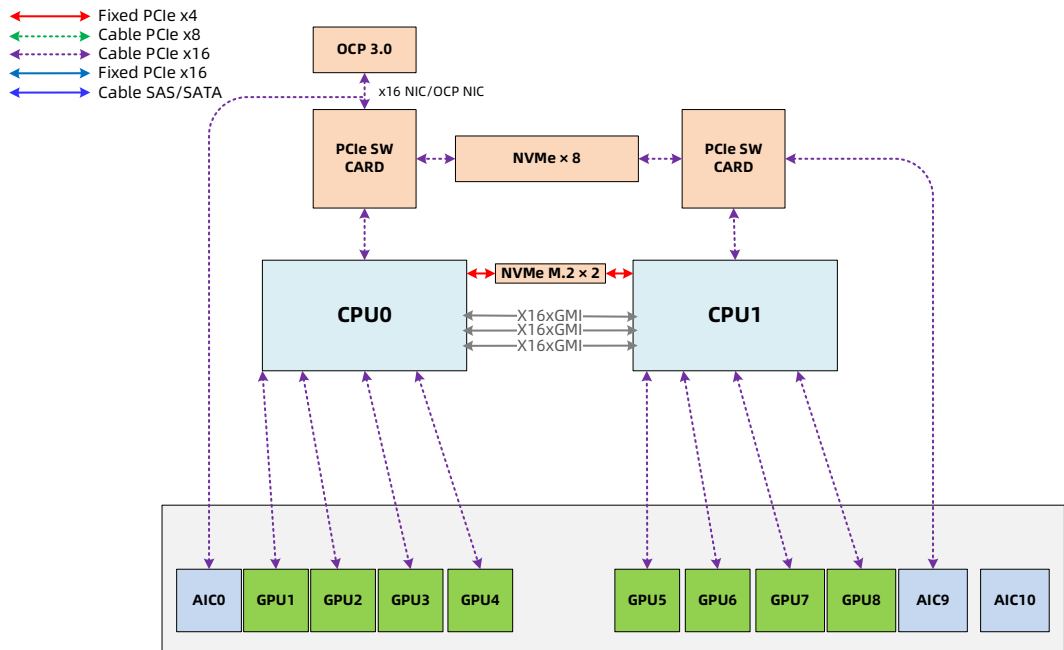 Fixed PCIe x4
Cable PCIe x8
Cable PCIe x16
Fixed PCIe x16
Cable SAS/SATA
OCP 3.0
x16 NIC/OCP NIC
PCIe SW
CARD
NVMe × 8
PCIe SW
CARD
NVMe M.2 × 2
CPU0
CPU1
X16xGMI
X16xGMI
X16xGMI
AIC0
GPU1
GPU2
GPU3
GPU4
GPU5
GPU6
GPU7
GPU8
AIC9
AIC10